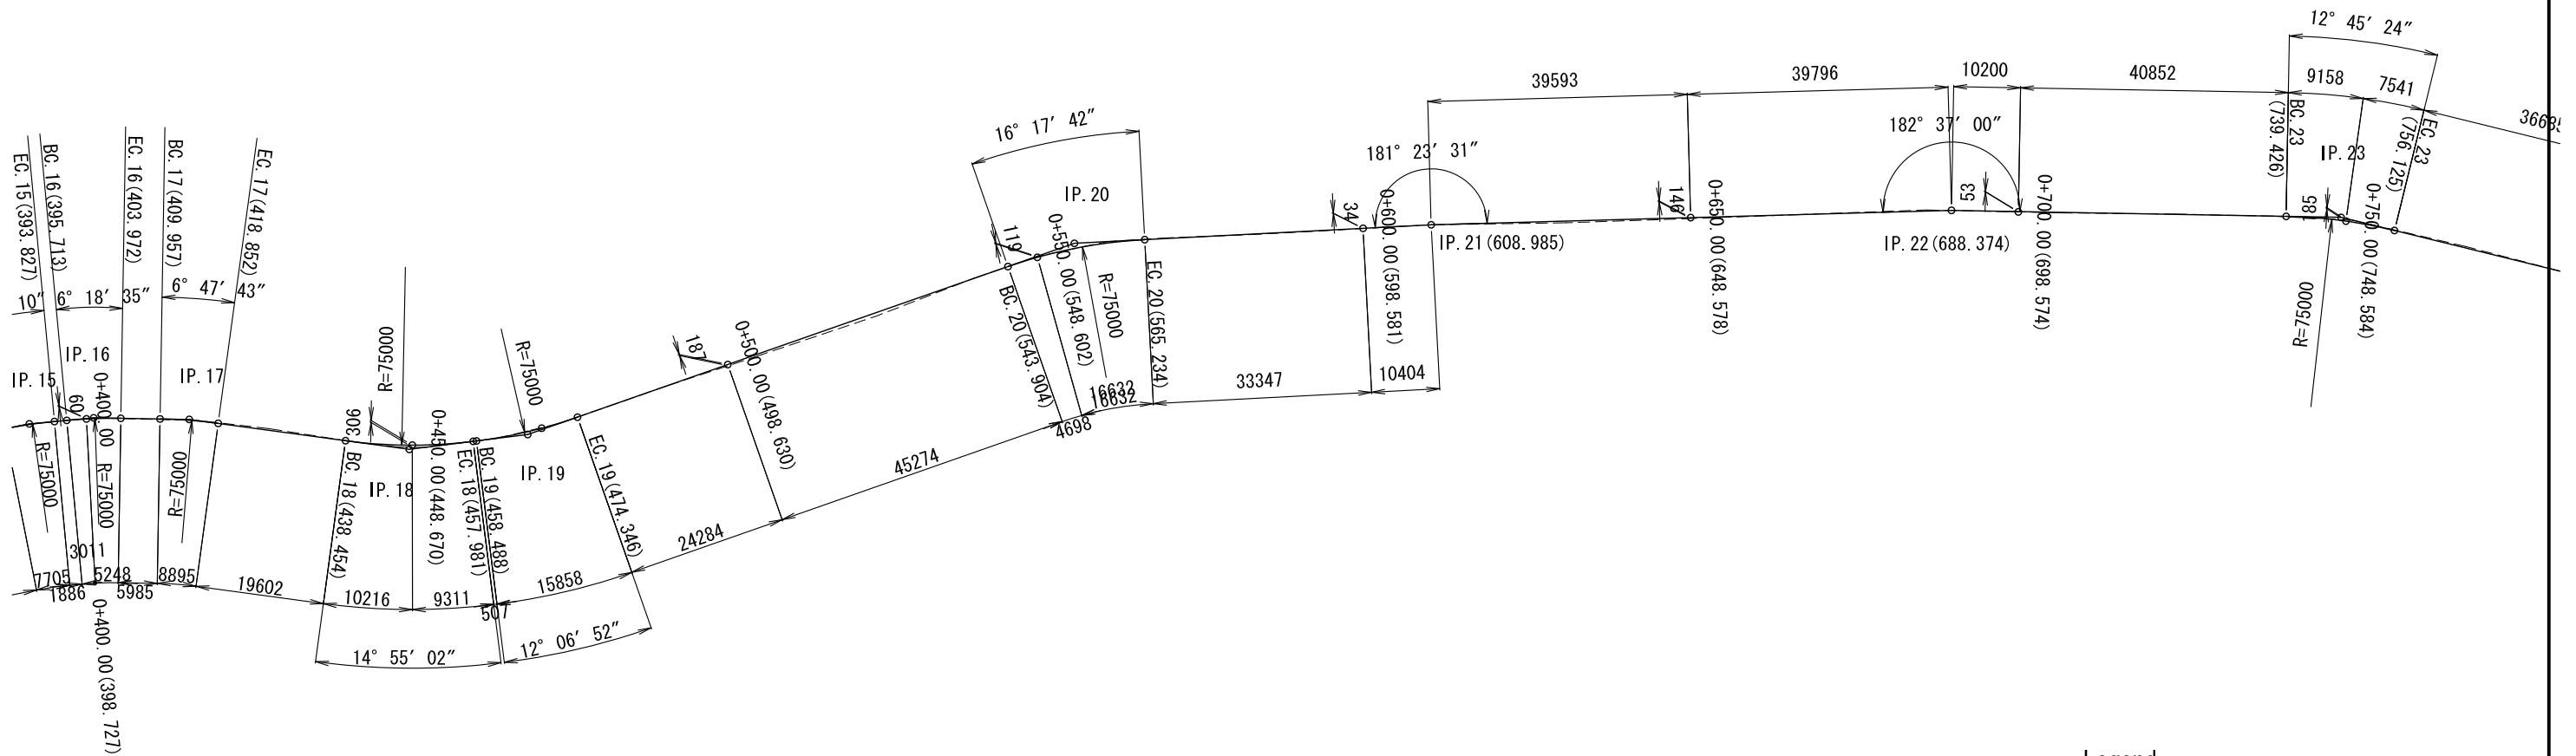 12° 45′ 24″
39593
39796
10200
40852
9158
7541
BC. 23
(739. 426)
EC. 23
(756. 125)
IP. 23
16° 17′ 42″
181° 23′ 31″
182° 37′ 00″
EC. 15(393. 827)
BC. 16(395. 713)
EC. 16(403. 972)
BC. 17(409. 957)
EC. 17(418. 852)
10″
6° 18′ 35″
6° 47′ 43″
IP. 20
119
0+550. 00(548. 602)
34
0+600. 00(598. 581)
IP. 21(608. 985)
146
0+650. 00(648. 578)
IP. 22(688. 374)
53
0+700. 00(698. 574)
58
0+750. 00(748. 584)
R=75000
IP. 15
IP. 16
60
0+400. 00
IP. 17
R=75000
R=75000
187
0+500. 00(498. 630)
BC. 20(543. 904)
R=75000
EC. 20(565. 234)
R=75000
R=75000
R=75000
306
BC. 18(438. 454)
IP. 18
0+450. 00(448. 670)
EC. 18(457. 981)
BC. 19(458. 488)
IP. 19
EC. 19(474. 346)
16632
16632
4698
33347
10404
45274
24284
15858
7705
1886
3011
5248
5985
8895
19602
10216
9311
507
0+400. 00(398. 727)
14° 55′ 02″
12° 06′ 52″